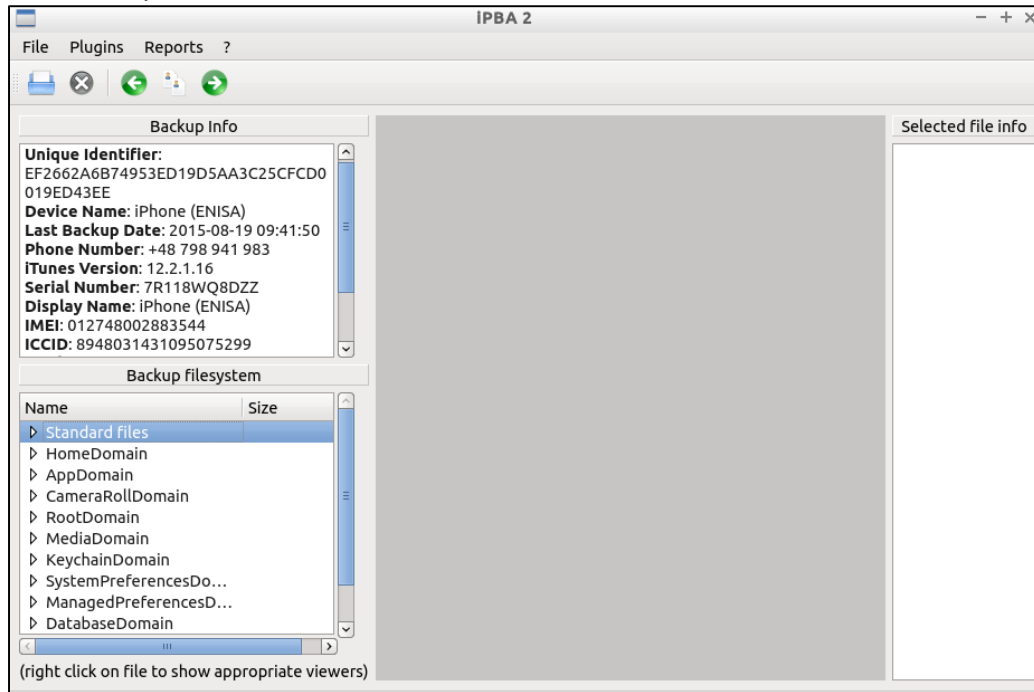 iPBA 2
File Plugins Reports ?
Backup Info
Unique Identifier:
EF2662A6B74953ED19D5AA3C25CFCD0
019ED43EE
Device Name: iPhone (ENISA)
Last Backup Date: 2015-08-19 09:41:50
Phone Number: +48 798 941 983
iTunes Version: 12.2.1.16
Serial Number: 7R118WQ8DZZ
Display Name: iPhone (ENISA)
IMEI: 012748002883544
ICCID: 8948031431095075299
Backup filesystem
Name Size
Standard files
HomeDomain
AppDomain
CameraRollDomain
RootDomain
MediaDomain
KeychainDomain
SystemPreferencesDo...
ManagedPreferencesD...
DatabaseDomain
(right click on file to show appropriate viewers)
Selected file info